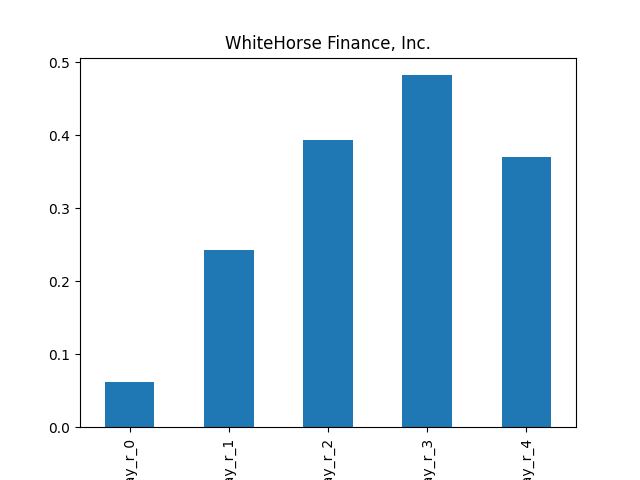 WhiteHorse Finance, Inc.
0.5
0.4
0.3
0.2
0.1
0.0
ay_r_0
ay_r_1
ay_r_2
ay_r_3
ay_r_4